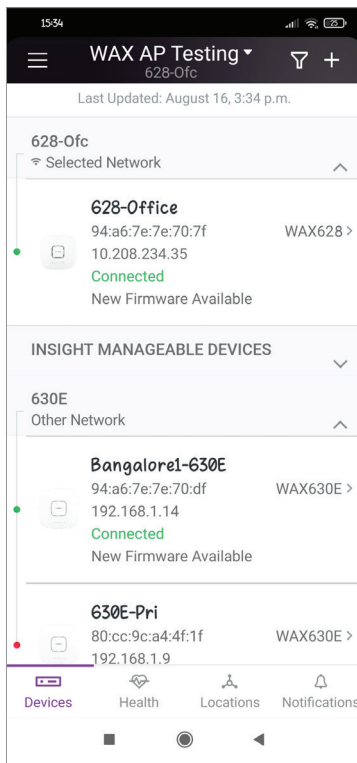 15:34
25
WAX AP Testing
628-Ofc
Last Updated: August 16, 3:34 p.m.
628-Ofc
Selected Network
628-Office
94:a6:7e:7e:70:7f WAX628
10.208.234.35
Connected
New Firmware Available
INSIGHT MANAGEABLE DEVICES
630E
Other Network
Bangalore1-630E
94:a6:7e:7e:70:df WAX630E
192.168.1.14
Connected
New Firmware Available
630E-Pri
80:cc:9c:a4:4f:1f WAX630E
192.168.1.9
Devices Health Locations Notifications